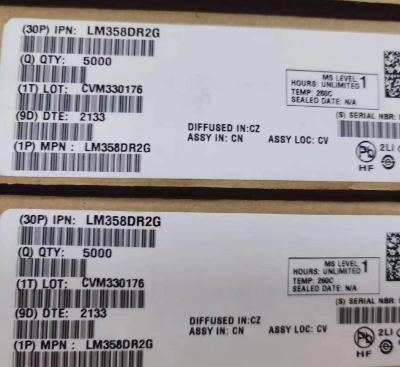 (30P) IPN: LM358DR2G
(Q) QTY: 5000
(1T) LOT: CVM330176
(9D) DTE: 2133
(1P) MPN : LM358DR2G
MS LEVEL: 1
HOURS: UNLIMITED
TEMP: 260C
SEALED DATE: N/A
DIFFUSED IN:CZ
ASSY IN: CN ASSY LOC: CV
(S) SERIAL NBR:
Pb 2LI
HF e3
(30P) IPN: LM358DR2G
(Q) QTY: 5000
(1T) LOT: CVM330176
(9D) DTE: 2133
(1P) MPN : LM358DR2G
MS LEVEL: 1
HOURS: UNLIMITED
TEMP: 260C
SEALED DATE: N/A
DIFFUSED IN:CZ
ASSY IN: CN ASSY LOC: CV
(S) SERIAL NBR
Pb 2LI
HF